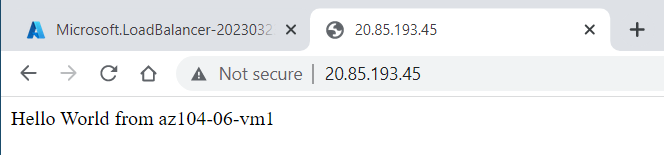 Microsoft.LoadBalancer-2023032
20.85.193.45
Not secure | 20.85.193.45
Hello World from az104-06-vm1